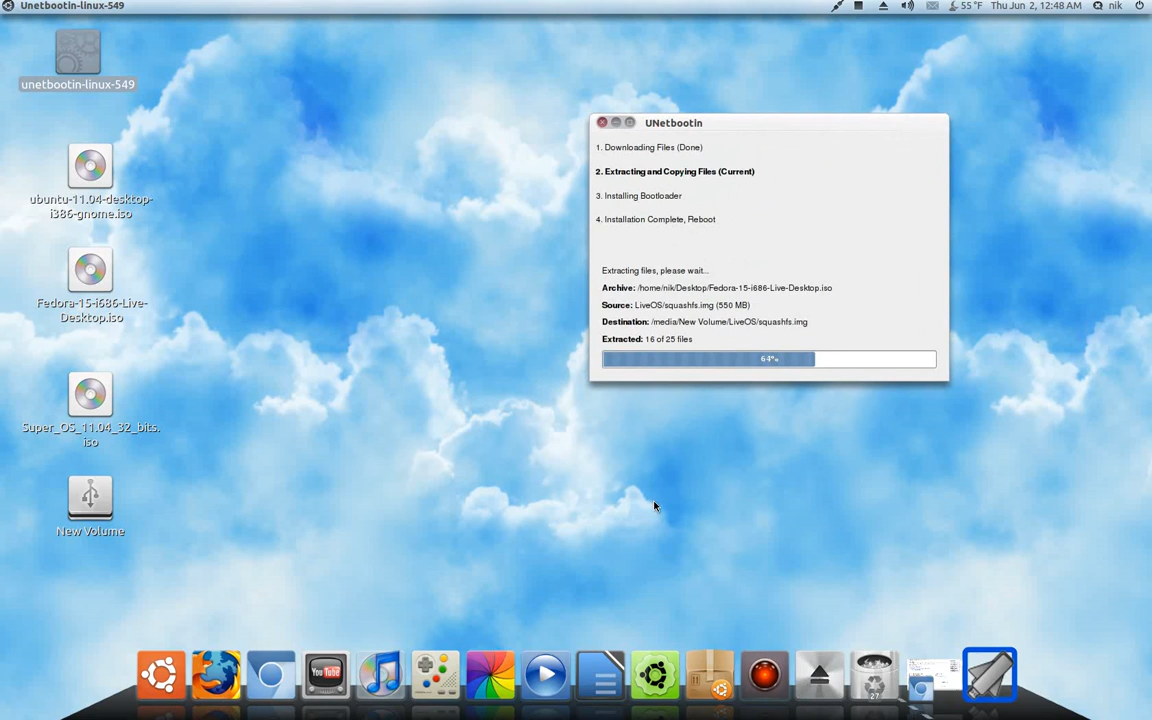 Unetbootin-linux-549
55 °F
Thu Jun 2, 12:48 AM
nik
unetbootin-linux-549
ubuntu-11.04-desktop-
i386-gnome.iso
Fedora-15-i686-Live-
Desktop.iso
Super_OS_11.04_32_bits.
iso
New Volume
UNetbootin
1. Downloading Files (Done)
2. Extracting and Copying Files (Current)
3. Installing Bootloader
4. Installation Complete, Reboot
Extracting files, please wait...
Archive: /home/nik/Desktop/Fedora-15-i686-Live-Desktop.iso
Source: LiveOS/squashfs.img (550 MB)
Destination: /media/New Volume/LiveOS/squashfs.img
Extracted: 16 of 25 files
64%
You
Tube
27